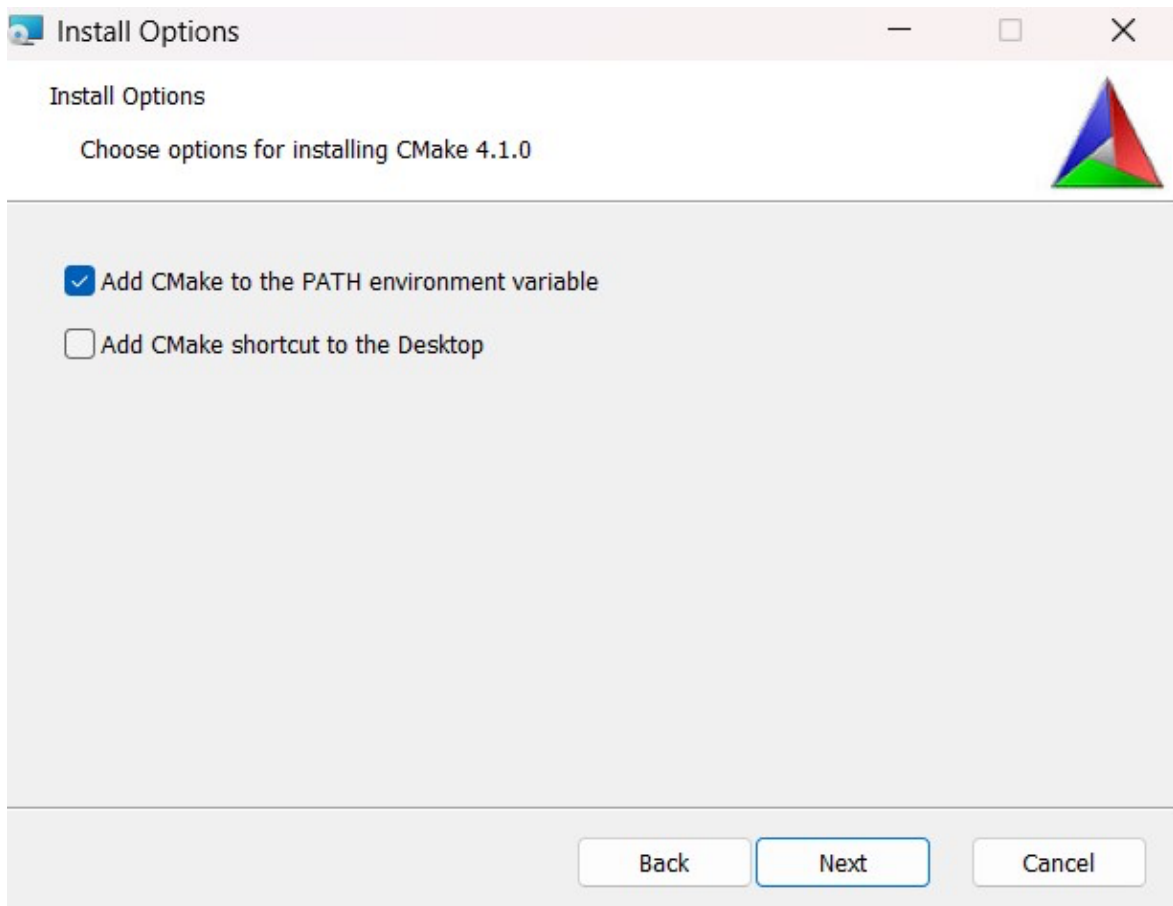 Install Options
Install Options
Choose options for installing CMake 4.1.0
Add CMake to the PATH environment variable
Add CMake shortcut to the Desktop
Back Next Cancel